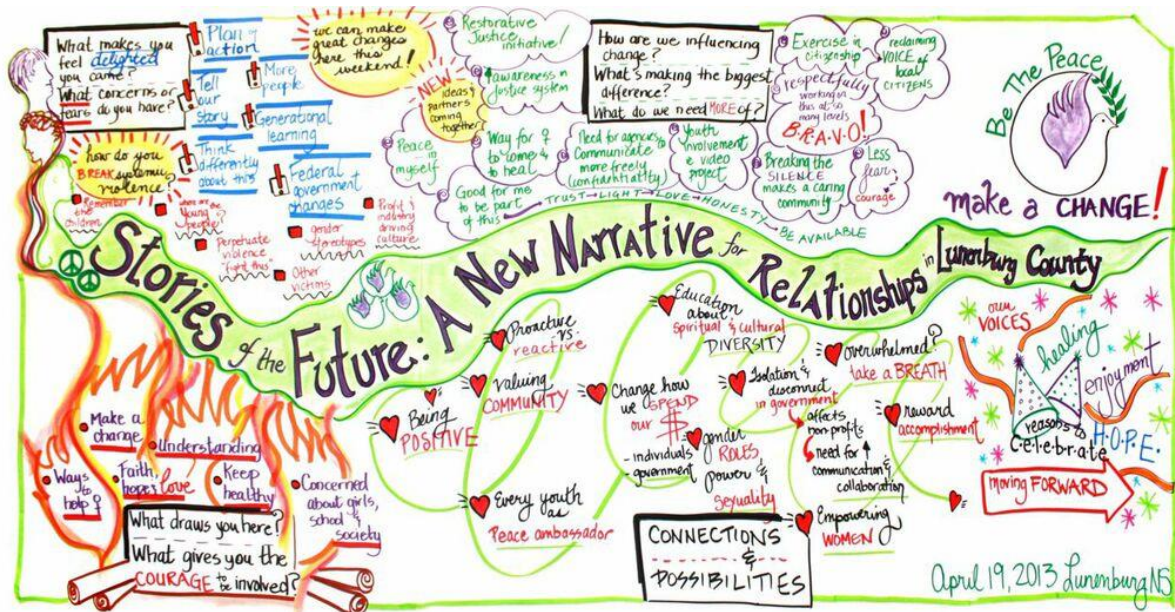 What makes you
feel delighted
you came?
What concerns or
fears do you have?
Plan of
action
Tell
our
story
Think
differently
about this
More
people
Generational
learning
Federal
government
changes
we can make
great changes
here this
weekend!
how do you
BREAK systemic
violence
Remember
the
children
where are the
Young
people?
Perpetuate
violence
"fight this"
gender
stereotypes
Other
victims
Profit &
industry
driving
culture
Restorative
Justice
initiative!
↑ awareness in
justice system
NEW
ideas &
partners
coming
together
Peace
in
myself
Way for ♀
to come &
to heal
Good for me
to be part
of this
Need for agencies to
Communicate
more freely
(confidentiality)
Youth
involvement
& video
project
TRUST → LIGHT → LOVE → HONESTY → BE AVAILABLE
How are we influencing
change?
What's making the biggest
difference?
What do we need MORE of?
Exercise in
citizenship
reclaiming
VOICE
of local
CITIZENS
respectfully
working on
this at so
many levels
B·R·A·V·O!
Breaking the
SILENCE
makes a caring
community
Less
fear,
↑
courage
Be The Peace
make a CHANGE!
Stories of the Future: A New Narrative for Relationships in Lunenburg County
Make a
change
Understanding
Ways
to
help ♀
Faith,
hope &
love
Keep
healthy
Concerned
about girls,
school &
society
What draws you here?
What gives you the
COURAGE to be involved?
Being
POSITIVE
Proactive
vs
reactive
Valuing
COMMUNITY
Every youth
as
Peace ambassador
Change how
we SPEND
our $
- individuals
- government
Education
about
Spiritual & cultural
DIVERSITY
gender
ROLES
power &
sexuality
Isolation &
disconnect
in government
affects
non-profits
need for ↑
communication &
collaboration
Overwhelmed?
take a BREATH
reward
accomplishment
Empowering
WOMEN
CONNECTIONS
&
POSSIBILITIES
our
VOICES
healing
enjoyment
reasons to
C·e·l·e·b·r·a·t·e
H·O·P·E·
moving FORWARD
April 19, 2013 Lunenburg NS